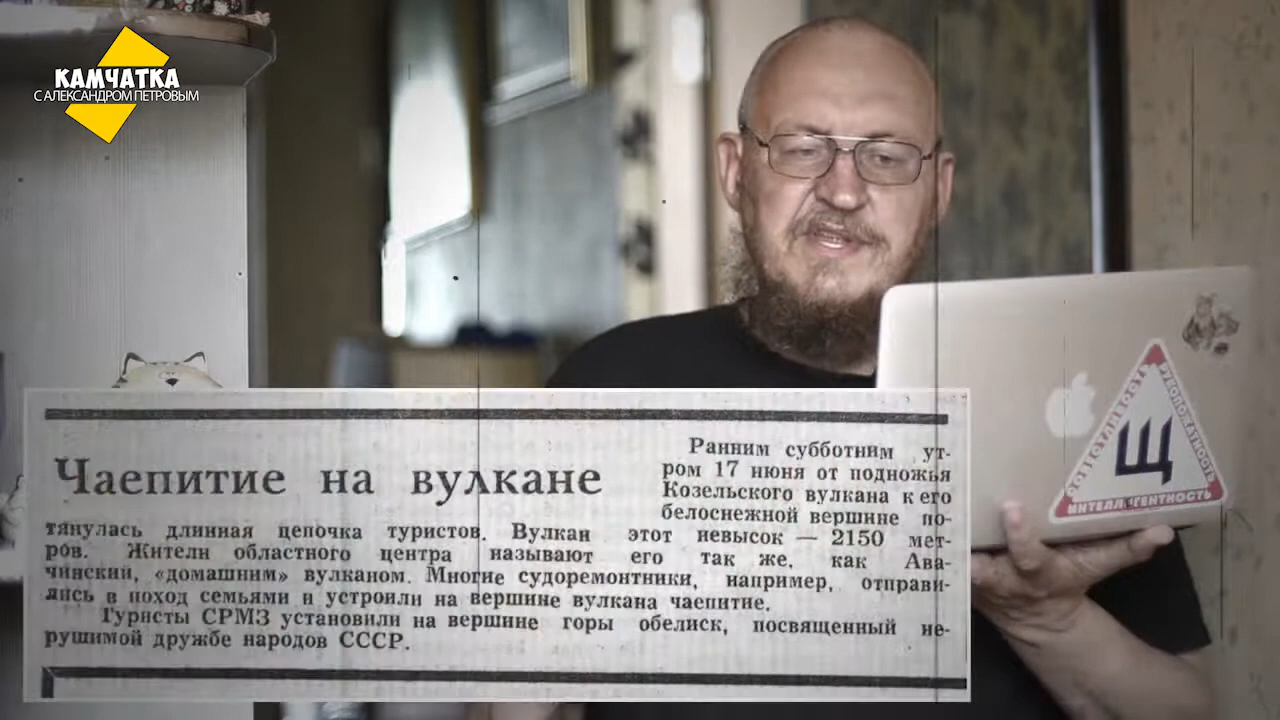 КАМЧАТКА
С АЛЕКСАНДРОМ ПЕТРОВЫМ
Чаепитие на вулкане
Ранним субботним ут-
ром 17 июня от подножья
Козельского вулкана к его
белоснежной вершине по-
тянулась длинная цепочка туристов. Вулкан этот невысок — 2150 мет-
ров. Жители областного центра называют его так же, как Ава-
чинский, «домашним» вулканом. Многие судоремонтники, например, отправи-
лись в поход семьями и устроили на вершине вулкана чаепитие.
Туристы СРМЗ установили на вершине горы обелиск, посвященный не-
рушимой дружбе народов СССР.
СОВЕСТЛИВОСТЬ
РУКОПОЖАТНОСТЬ
Щ
ИНТЕЛЛИГЕНТНОСТЬ